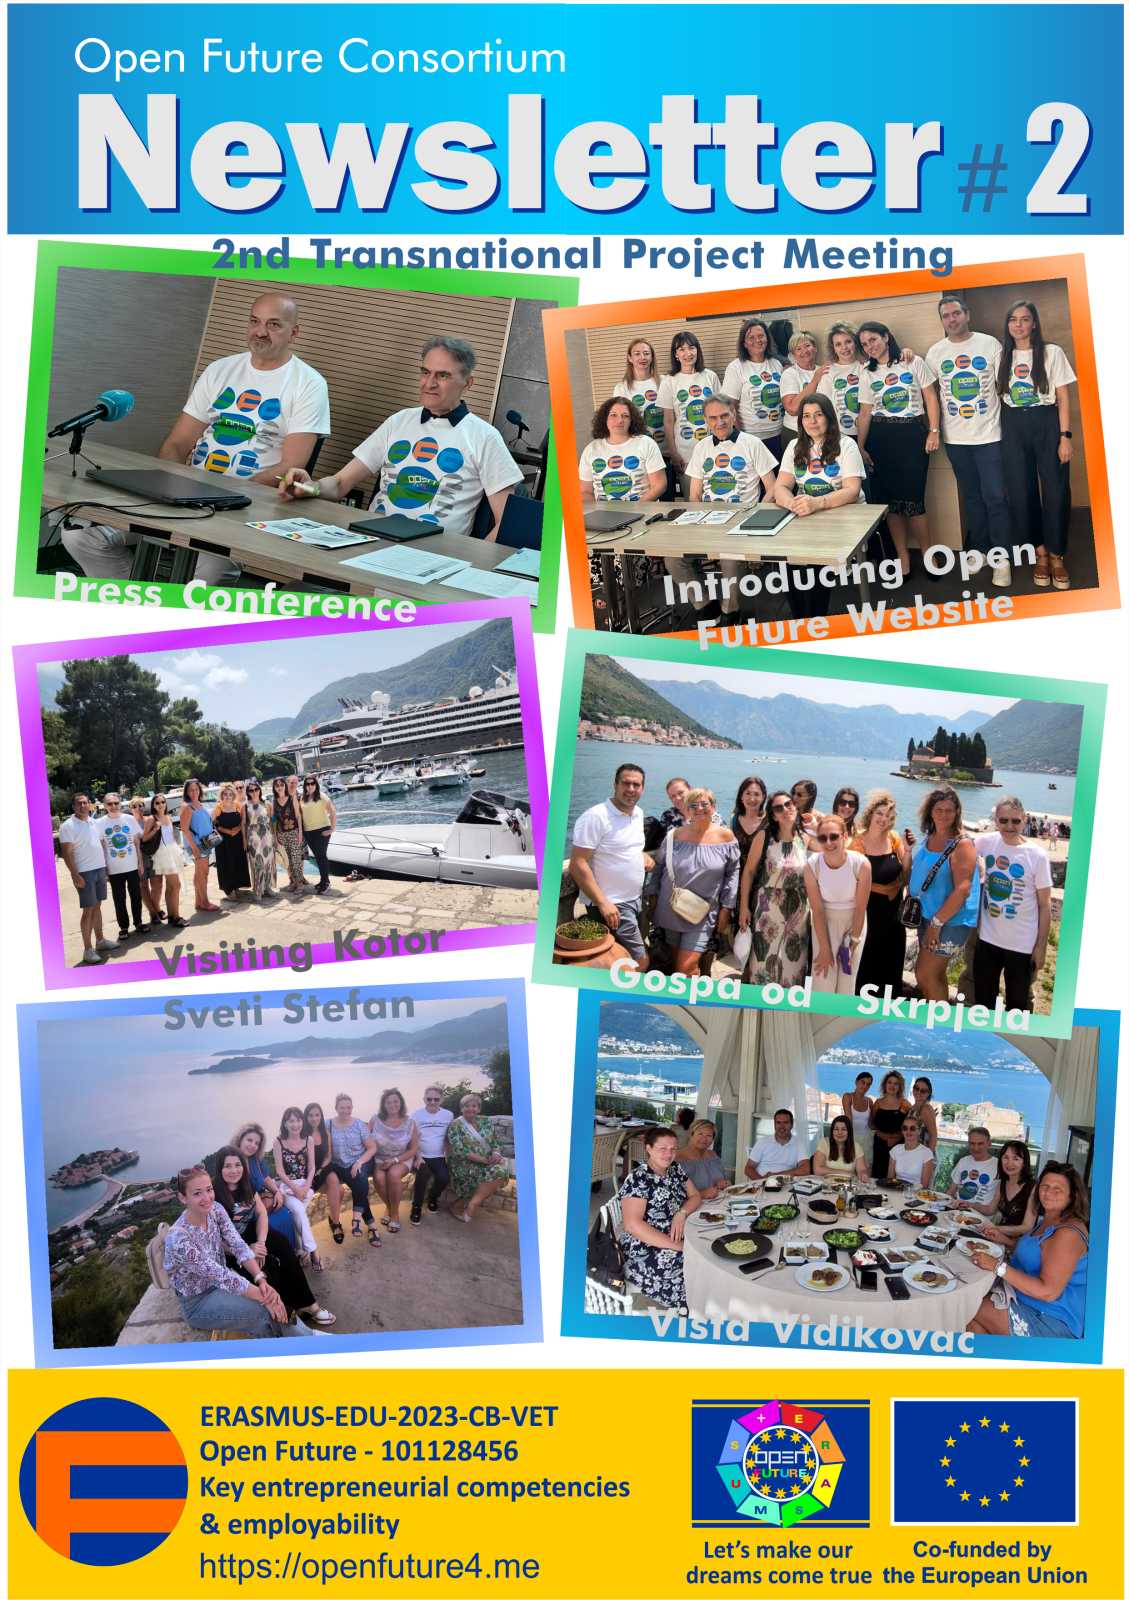 Open Future Consortium
Newsletter # 2
2nd Transnational Project Meeting
Press Conference
Introducing Open
Future Website
Visiting Kotor
Gospa od Skrpjela
Sveti Stefan
Vista Vidikovac
ERASMUS-EDU-2023-CB-VET
Open Future - 101128456
Key entrepreneurial competencies
& employability
https://openfuture4.me
ERASMUS+
OPEN
FUTURE
Let's make our
dreams come true
Co-funded by
the European Union